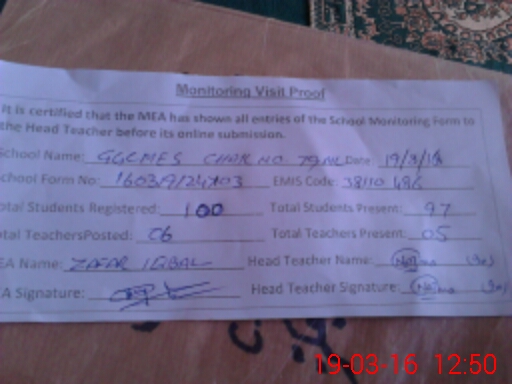 Monitoring Visit Proof
It is certified that the MEA has shown all entries of the School Monitoring Form to
the Head Teacher before its online submission.
School Name: GGCMES CHAK NO. 79NL Date: 19/3/16
School Form No: EMIS Code:
Total Students Registered: 100 Total Students Present: 97
Total TeachersPosted: 06 Total Teachers Present: 05
EA Name: ZAFAR IQBAL Head Teacher Name:
A Signature: Head Teacher Signature:
19-03-16 12:50